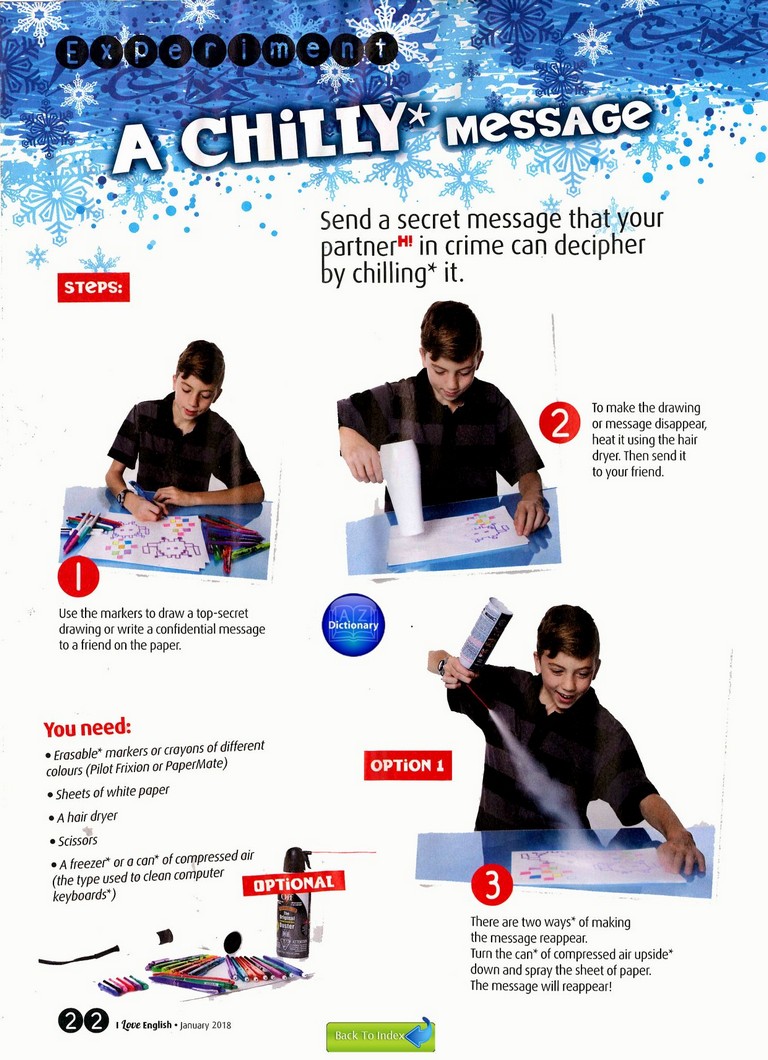 Experiment
A CHiLLY* MESSAGE
Send a secret message that your
partnerH! in crime can decipher
by chilling* it.
STEPS:
2
To make the drawing
or message disappear,
heat it using the hair
dryer. Then send it
to your friend.
1
Use the markers to draw a top-secret
drawing or write a confidential message
to a friend on the paper.
A Z
Dictionary
You need:
• Erasable* markers or crayons of different
colours (Pilot Frixion or PaperMate)
• Sheets of white paper
• A hair dryer
• Scissors
• A freezer* or a can* of compressed air
(the type used to clean computer
keyboards*)
OPTIONAL
OPTION 1
3
There are two ways* of making
the message reappear.
Turn the can* of compressed air upside*
down and spray the sheet of paper.
The message will reappear!
22 I Love English • January 2018
Back To Index